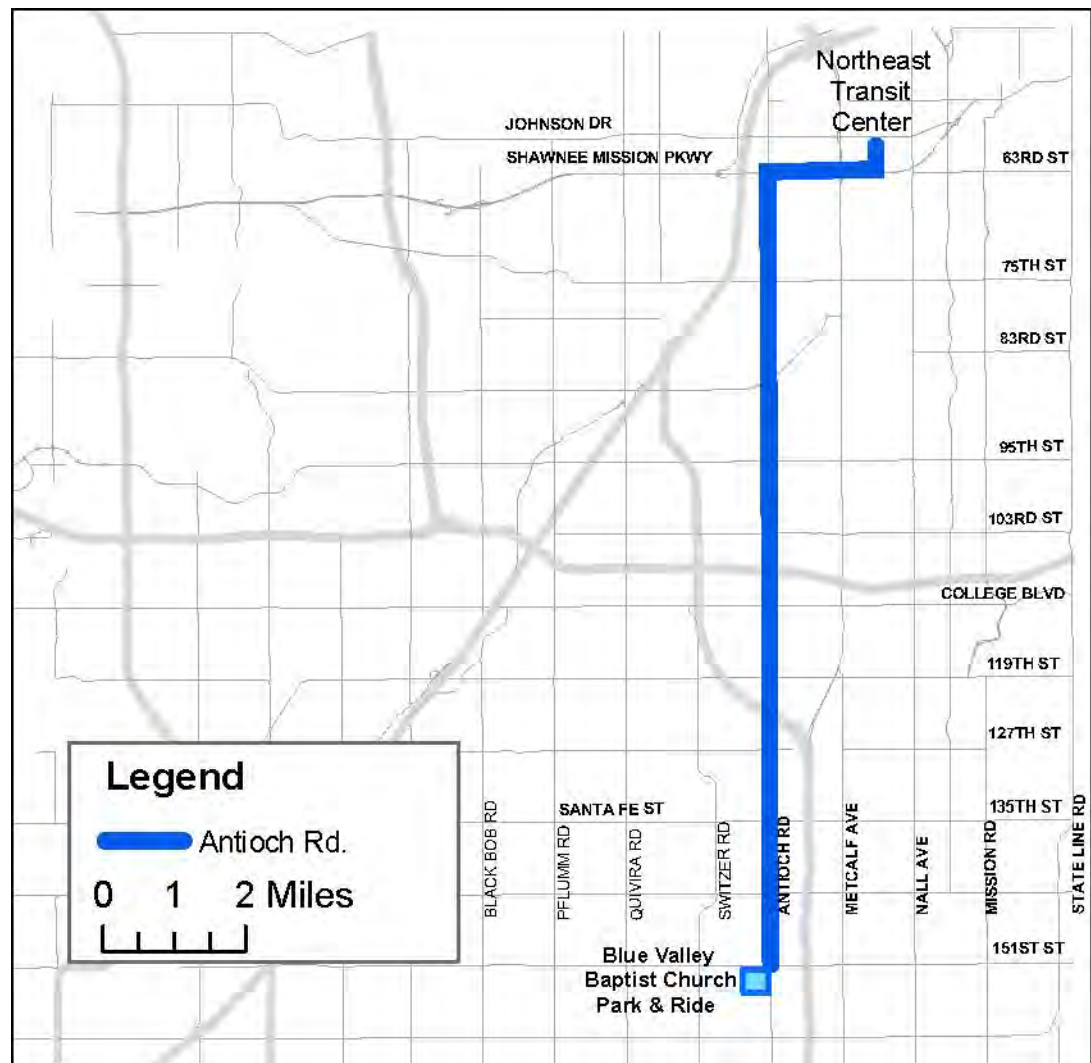 Northeast
Transit
Center
JOHNSON DR
SHAWNEE MISSION PKWY
63RD ST
75TH ST
83RD ST
95TH ST
103RD ST
COLLEGE BLVD
119TH ST
127TH ST
135TH ST
SANTA FE ST
BLACK BOB RD
PFLUMM RD
QUIVIRA RD
SWITZER RD
ANTIOCH RD
METCALF AVE
NALL AVE
MISSION RD
STATE LINE RD
151ST ST
Blue Valley
Baptist Church
Park & Ride
Legend
Antioch Rd.
0 1 2 Miles